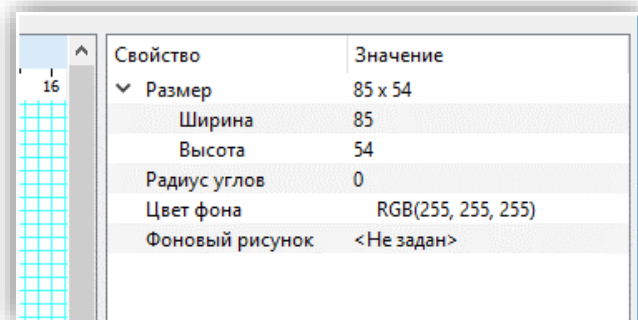 Свойство Значение
16
Размер 85 x 54
Ширина 85
Высота 54
Радиус углов 0
Цвет фона RGB(255, 255, 255)
Фоновый рисунок <Не задан>